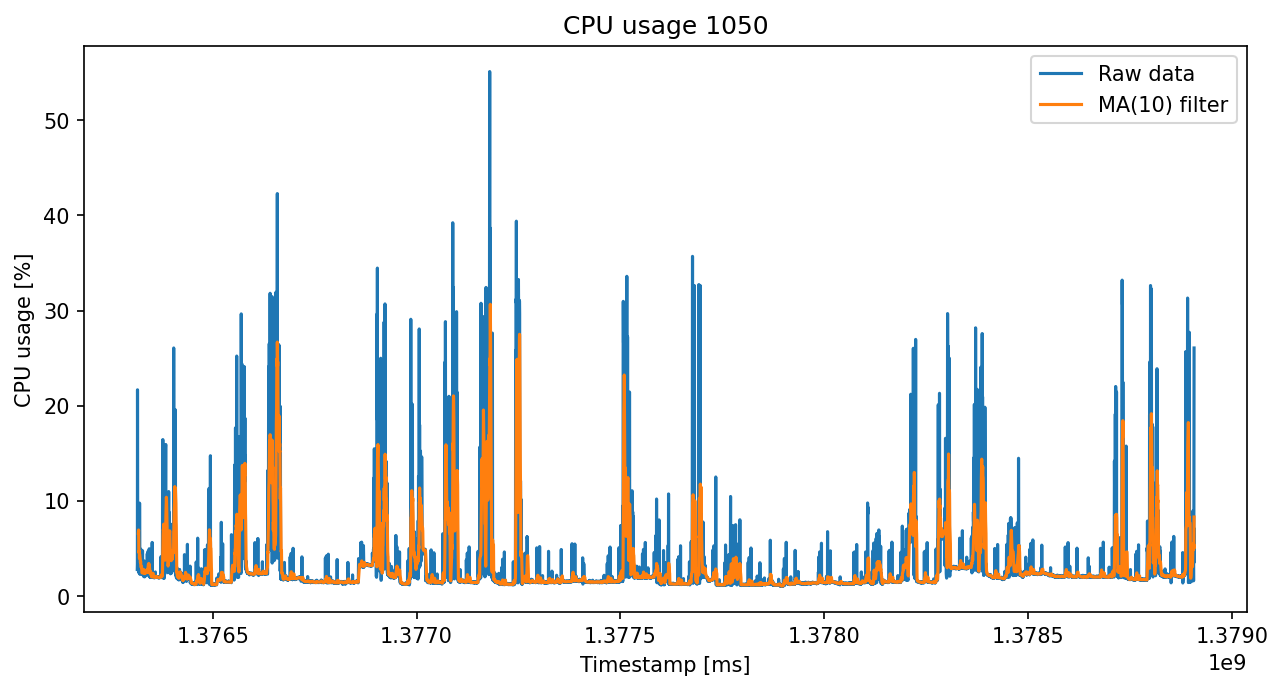 CPU usage 1050
Raw data
MA(10) filter
CPU usage [%]
50
40
30
20
10
0
1.3765 1.3770 1.3775 1.3780 1.3785 1.3790
1e9
Timestamp [ms]